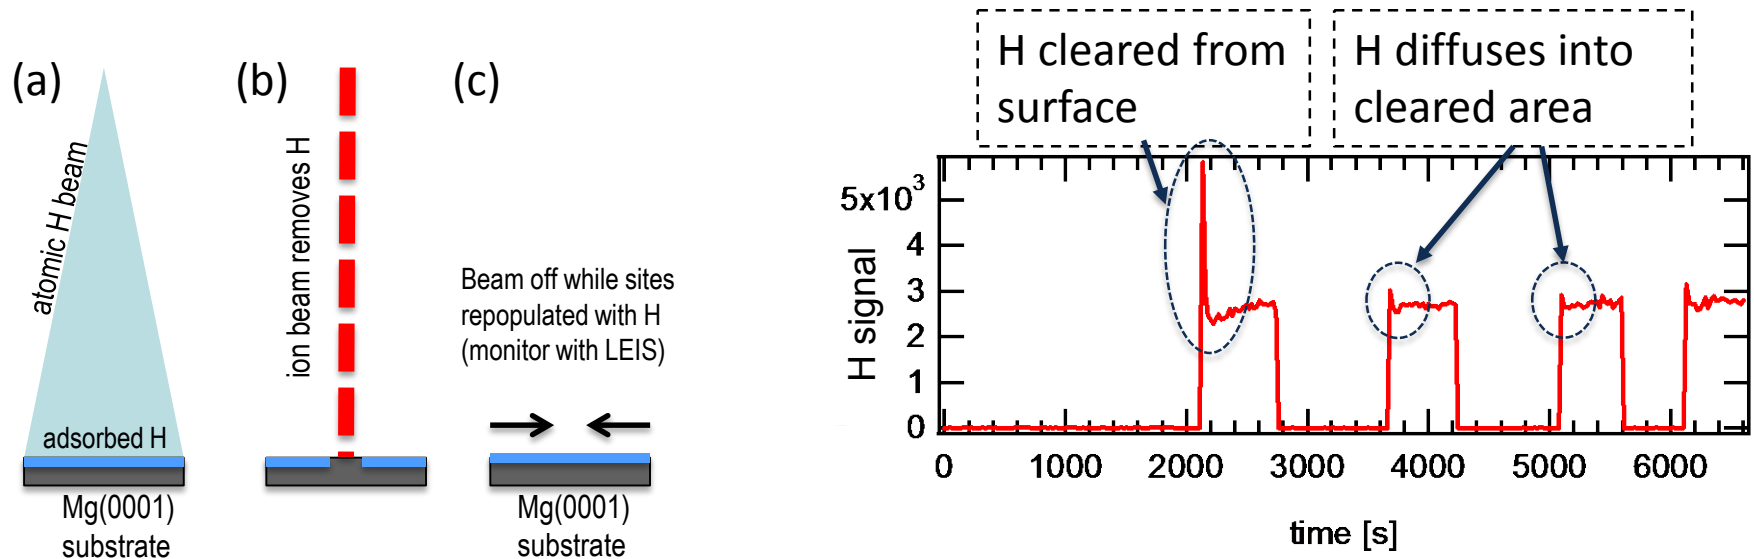 (a)
atomic H beam
adsorbed H
Mg(0001)
substrate
(b)
ion beam removes H
(c)
Beam off while sites
repopulated with H
(monitor with LEIS)
Mg(0001)
substrate
H cleared from
surface
H diffuses into
cleared area
H signal
5x10³
4
3
2
1
0
0
1000
2000
3000
4000
5000
6000
time [s]